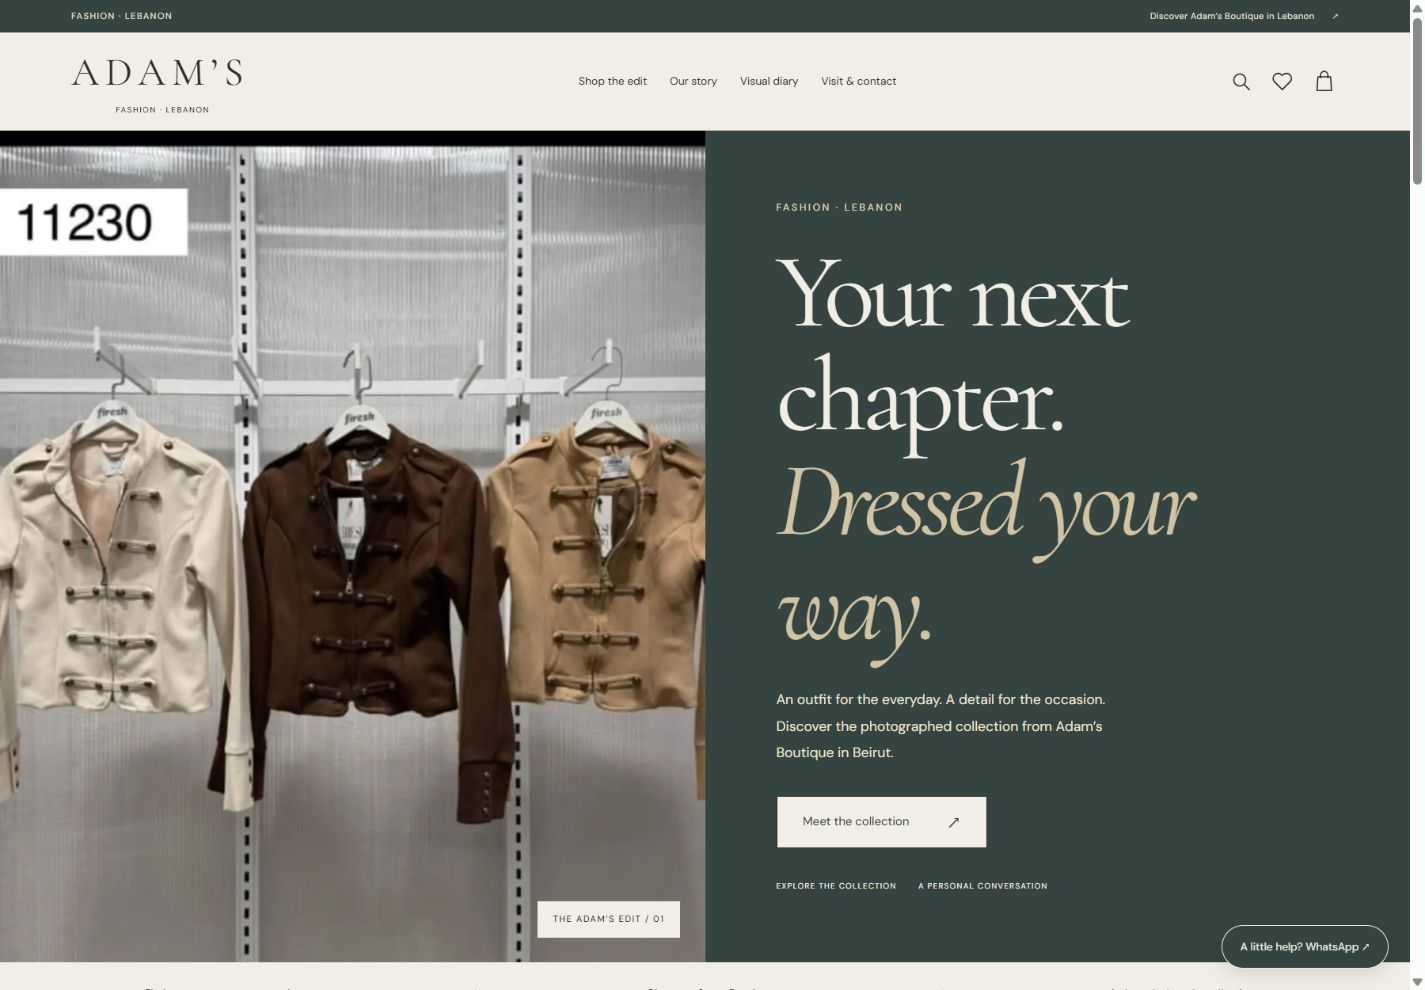 FASHION · LEBANON
Discover Adam's Boutique in Lebanon ↗
ADAM'S
FASHION · LEBANON
Shop the edit
Our story
Visual diary
Visit & contact
11230
firesh
firesh
firesh
THE ADAM'S EDIT / 01
FASHION · LEBANON
Your next
chapter.
Dressed your
way.
An outfit for the everyday. A detail for the occasion.
Discover the photographed collection from Adam's
Boutique in Beirut.
Meet the collection ↗
EXPLORE THE COLLECTION
A PERSONAL CONVERSATION
A little help? WhatsApp ↗